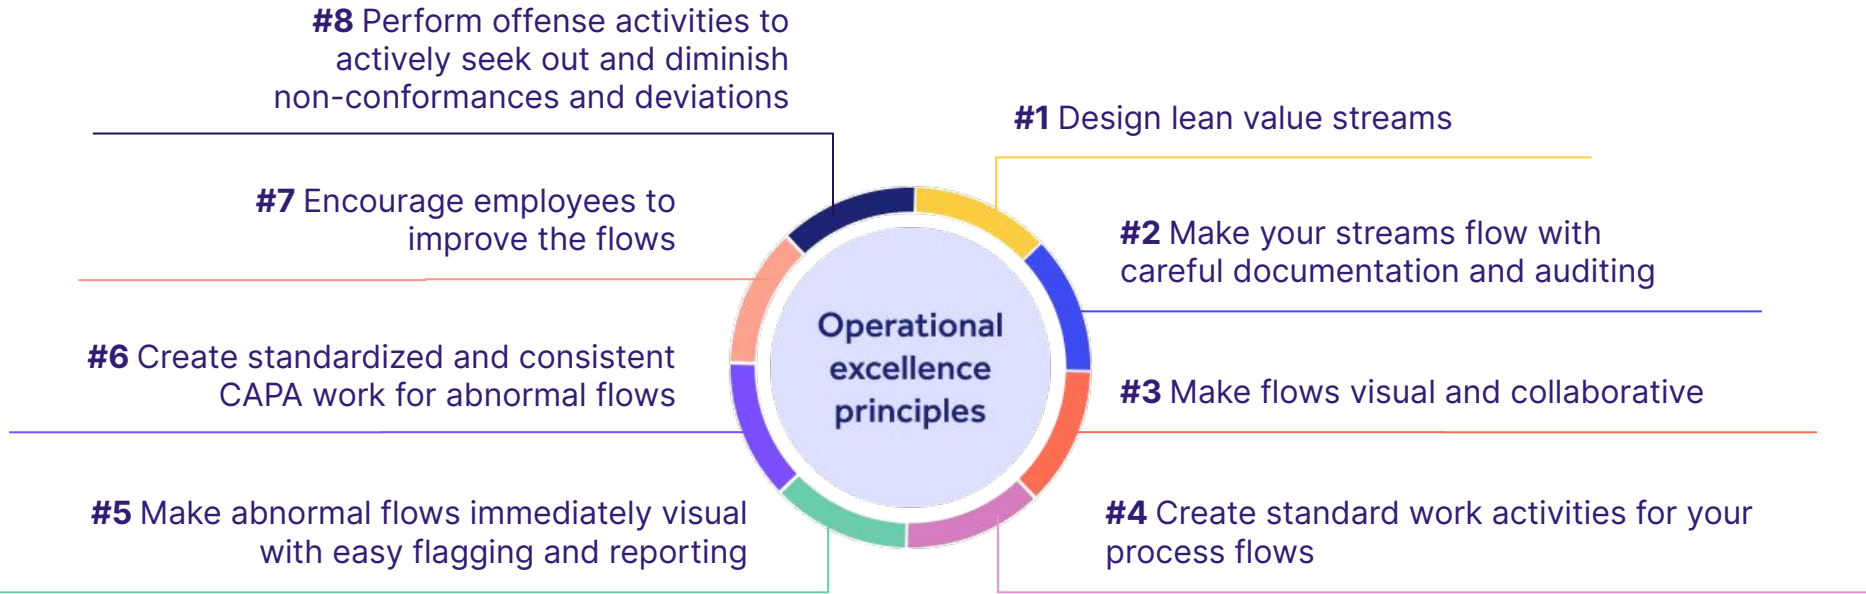 #8 Perform offense activities to
actively seek out and diminish
non-conformances and deviations
#1 Design lean value streams
#7 Encourage employees to
improve the flows
#2 Make your streams flow with
careful documentation and auditing
Operational
excellence
principles
#6 Create standardized and consistent
CAPA work for abnormal flows
#3 Make flows visual and collaborative
#5 Make abnormal flows immediately visual
with easy flagging and reporting
#4 Create standard work activities for your
process flows